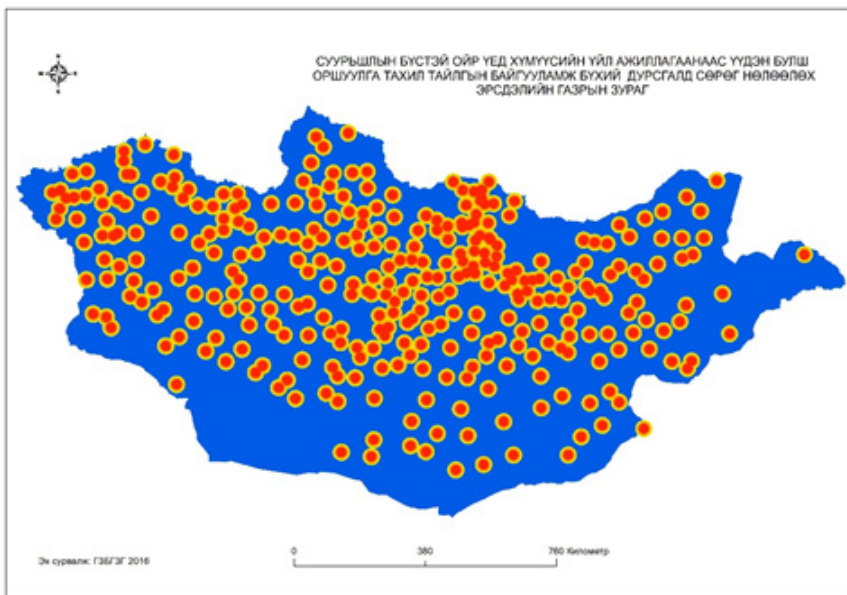 СУУРЬШЛЫН БҮСТЭЙ ОЙР ҮЕД ХҮМҮҮСИЙН ҮЙЛ АЖИЛЛАГААНААС ҮҮДЭН БУЛШ
ОРШУУЛГА ТАХИЛ ТАЙЛГЫН БАЙГУУЛАМЖ БҮХИЙ ДУРСГАЛД СӨРӨГ НӨЛӨӨЛӨХ
ЭРСДЭЛИЙН ГАЗРЫН ЗУРАГ
0 380 760 Километр
Эх сурвалж: ГЗБГЗГ 2016